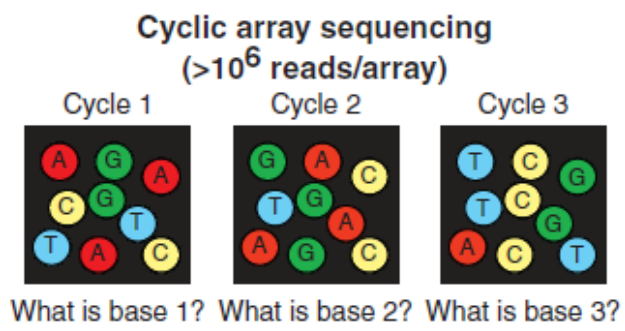 Cyclic array sequencing
(>10⁶ reads/array)
Cycle 1 Cycle 2 Cycle 3
A G A G A C T C G
C G T T G A T C G
T A C A G C A C T
What is base 1? What is base 2? What is base 3?